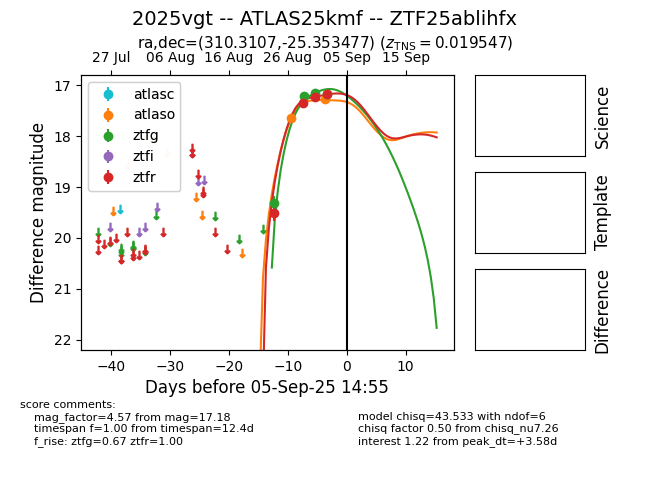 2025vgt -- ATLAS25kmf -- ZTF25ablihfx
ra,dec=(310.3107,-25.353477) (z_TNS = 0.019547)
27 Jul 06 Aug 16 Aug 26 Aug 05 Sep 15 Sep
atlasc
atlaso
ztfg
ztfi
ztfr
17
18
19
20
21
22
Difference magnitude
−40 −30 −20 −10 0 10
Days before 05-Sep-25 14:55
Science
Template
Difference
score comments:
mag_factor=4.57 from mag=17.18
timespan f=1.00 from timespan=12.4d
f_rise: ztfg=0.67 ztfr=1.00
model chisq=43.533 with ndof=6
chisq factor 0.50 from chisq_nu7.26
interest 1.22 from peak_dt=+3.58d